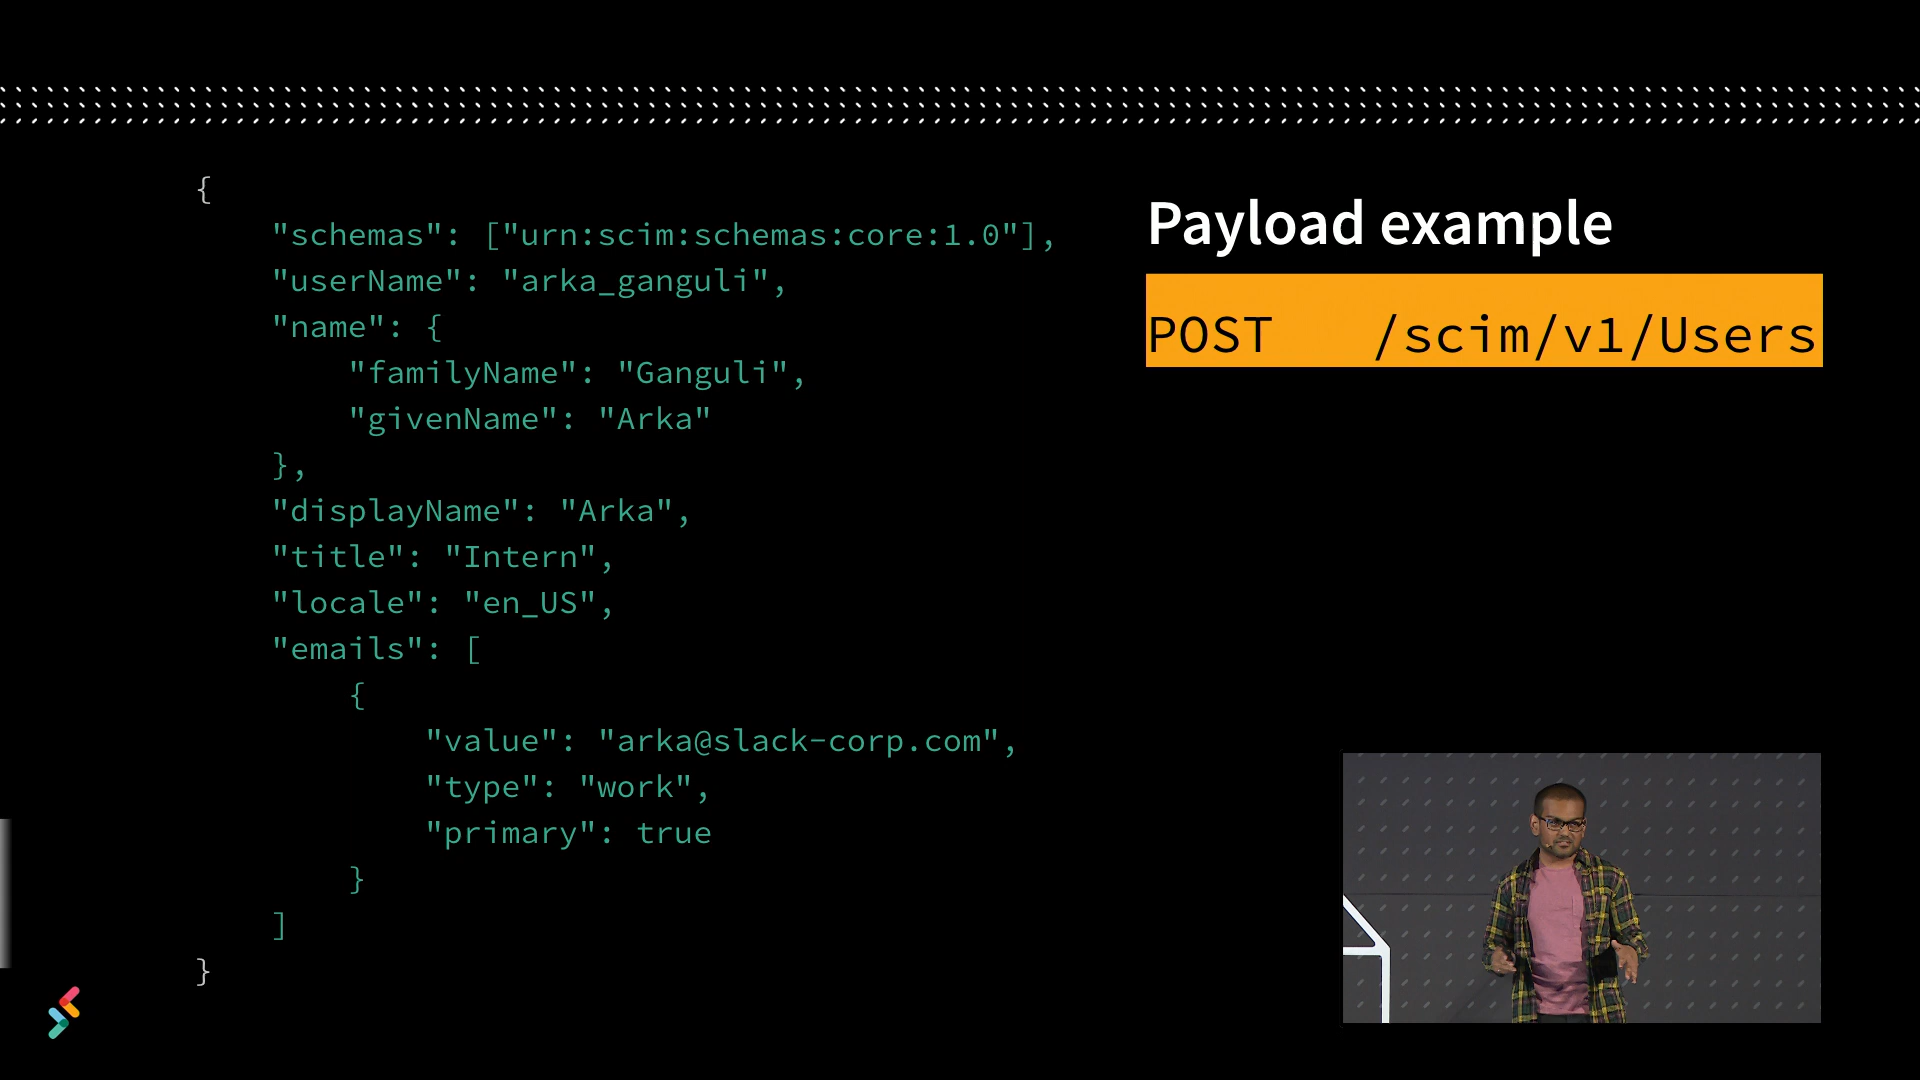 {
"schemas": ["urn:scim:schemas:core:1.0"],
"userName": "arka_ganguli",
"name": {
"familyName": "Ganguli",
"givenName": "Arka"
},
"displayName": "Arka",
"title": "Intern",
"locale": "en_US",
"emails": [
{
"value": "arka@slack-corp.com",
"type": "work",
"primary": true
}
]
}
Payload example
POST /scim/v1/Users